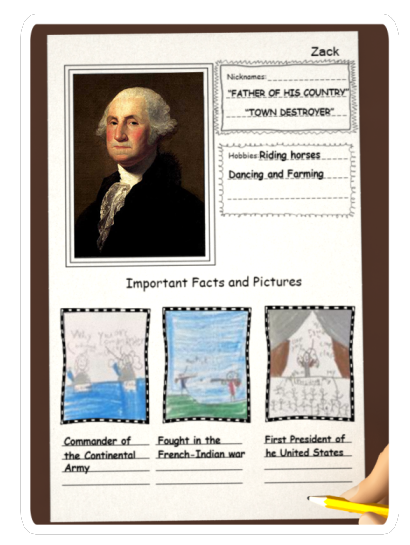 Zack
Nicknames:
"FATHER OF HIS COUNTRY"
"TOWN DESTROYER"
Hobbies Riding horses
Dancing and Farming
Important Facts and Pictures
Commander of
the Continental
Army
Fought in the
French-Indian war
First President of
he United States